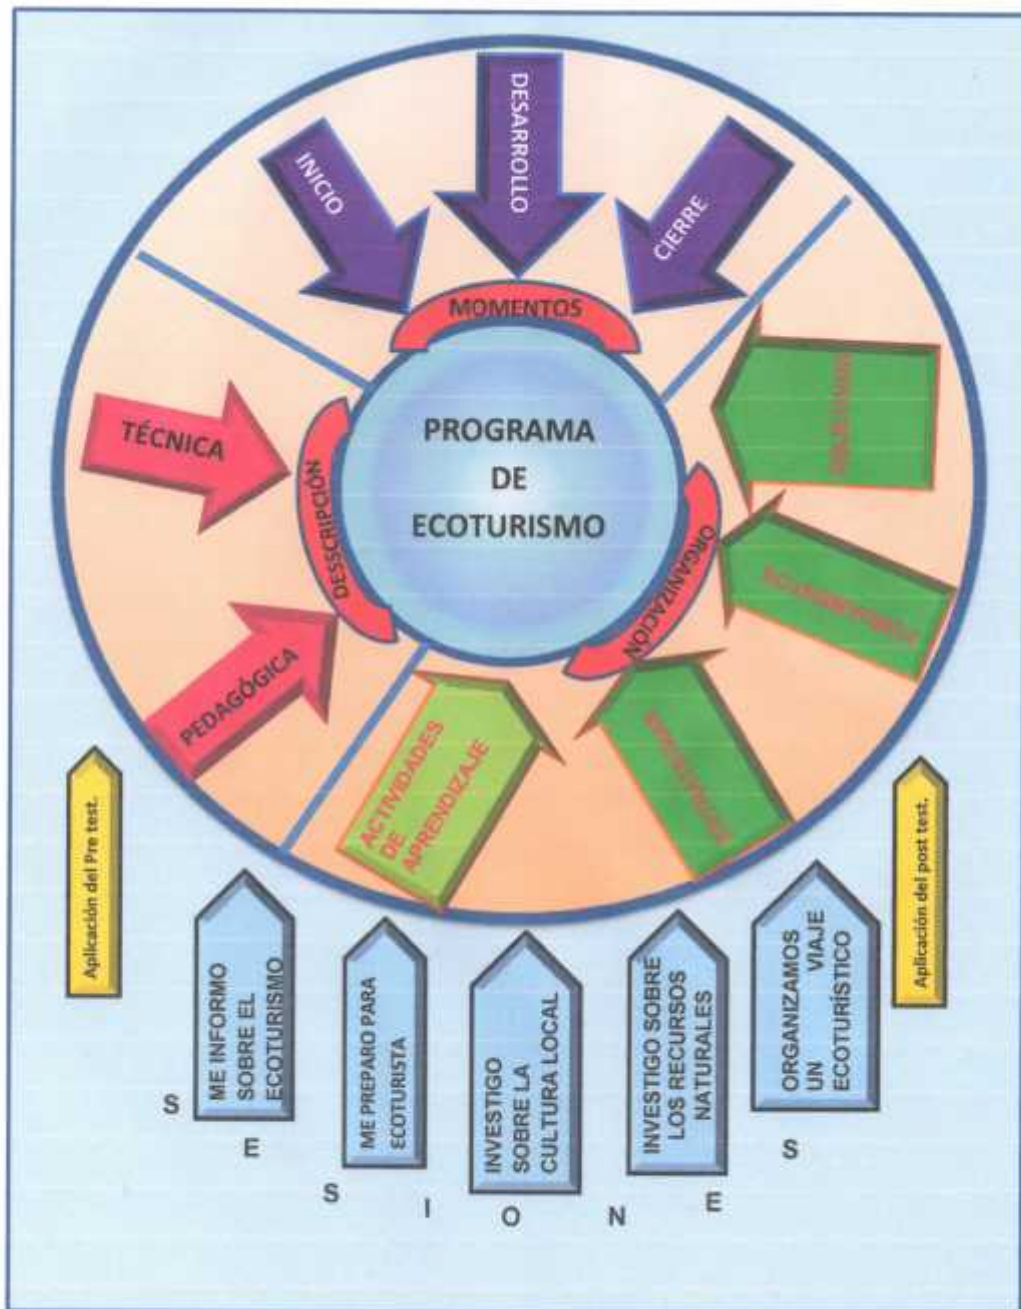 DESARROLLO
INICIO
CIERRE
MOMENTOS
TÉCNICA
DESSCRIPCIÓN
PROGRAMA
DE
ECOTURISMO
ORGANIZACIÓN
PEDAGÓGICA
ACTIVIDADES
DE
APRENDIZAJE
Aplicación del Pre test.
ME INFORMO
SOBRE EL
ECOTURISMO
ME PREPARO PARA
ECOTURISTA
INVESTIGO
SOBRE LA
CULTURA LOCAL
INVESTIGO SOBRE
LOS RECURSOS
NATURALES
ORGANIZAMOS
UN VIAJE
ECOTURÍSTICO
Aplicación del post test.
S E S I O N E S